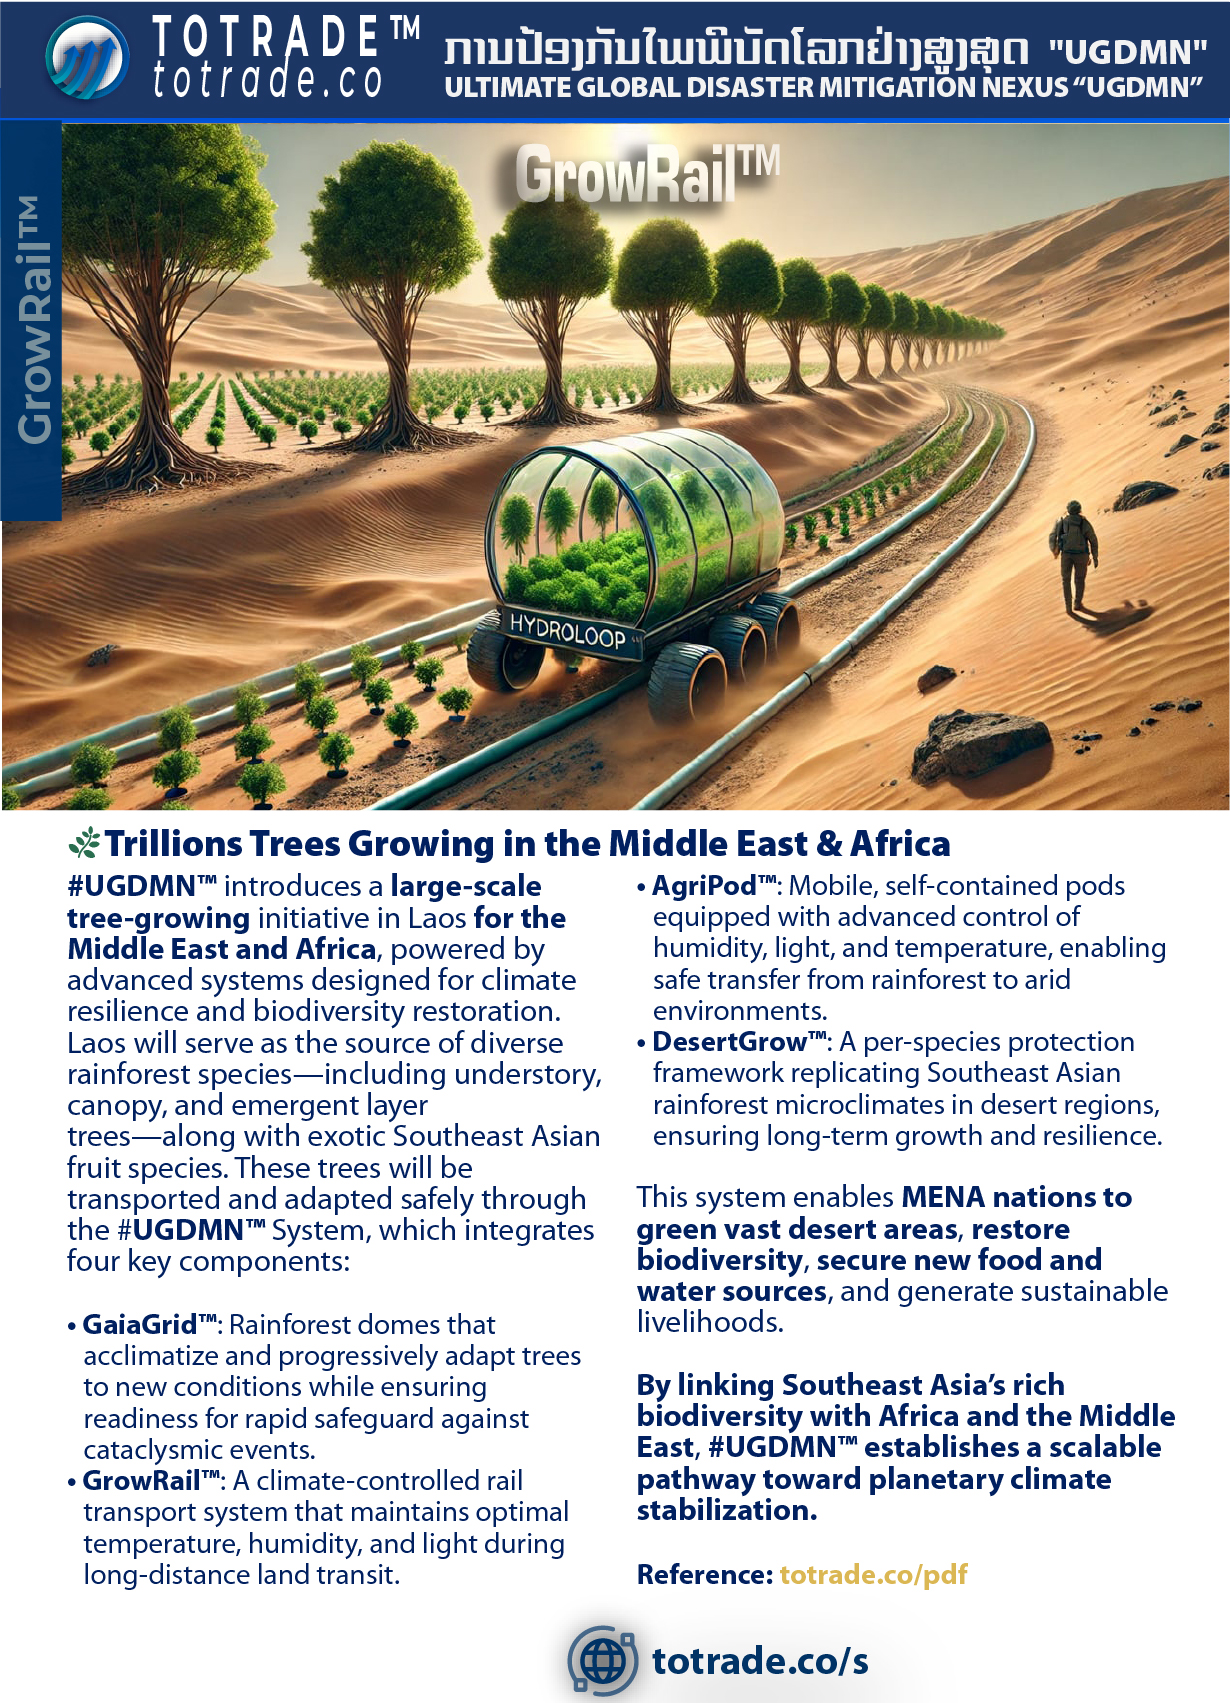 TOTRADE™
totrade.co
ການປ້ອງກັນໄພພິບັດໂລກຢ່າງສູງສຸດ "UGDMN"
ULTIMATE GLOBAL DISASTER MITIGATION NEXUS “UGDMN”
GrowRail™
GrowRail™
HYDROLOOP
Trillions Trees Growing in the Middle East & Africa
#UGDMN™ introduces a large-scale
tree-growing initiative in Laos for the
Middle East and Africa, powered by
advanced systems designed for climate
resilience and biodiversity restoration.
Laos will serve as the source of diverse
rainforest species—including understory,
canopy, and emergent layer
trees—along with exotic Southeast Asian
fruit species. These trees will be
transported and adapted safely through
the #UGDMN™ System, which integrates
four key components:
• GaiaGrid™: Rainforest domes that
acclimatize and progressively adapt trees
to new conditions while ensuring
readiness for rapid safeguard against
cataclysmic events.
• GrowRail™: A climate-controlled rail
transport system that maintains optimal
temperature, humidity, and light during
long-distance land transit.
• AgriPod™: Mobile, self-contained pods
equipped with advanced control of
humidity, light, and temperature, enabling
safe transfer from rainforest to arid
environments.
• DesertGrow™: A per-species protection
framework replicating Southeast Asian
rainforest microclimates in desert regions,
ensuring long-term growth and resilience.
This system enables MENA nations to
green vast desert areas, restore
biodiversity, secure new food and
water sources, and generate sustainable
livelihoods.
By linking Southeast Asia’s rich
biodiversity with Africa and the Middle
East, #UGDMN™ establishes a scalable
pathway toward planetary climate
stabilization.
Reference: totrade.co/pdf
totrade.co/s